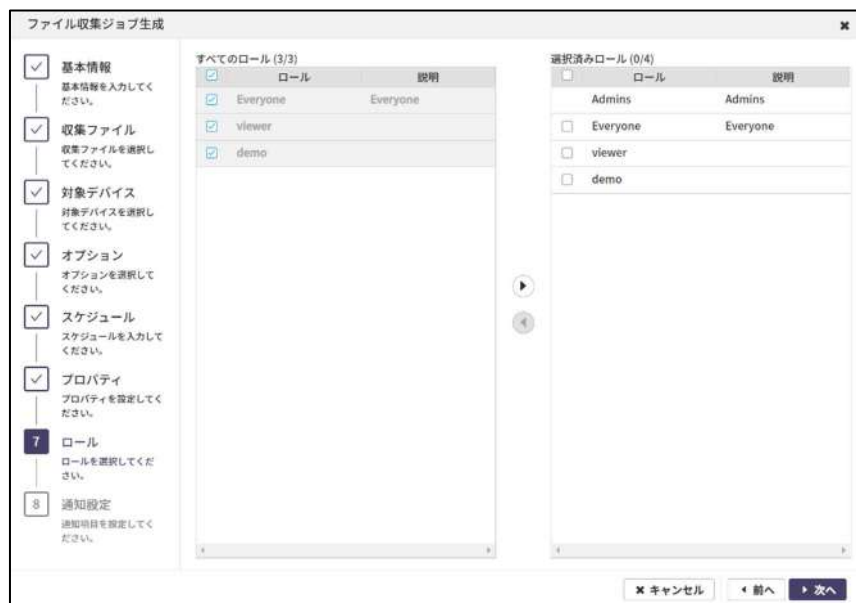 ファイル収集ジョブ生成
基本情報
基本情報を入力してく
ださい。
収集ファイル
収集ファイルを選択し
てください。
対象デバイス
対象デバイスを選択し
てください。
オプション
オプションを選択して
ください。
スケジュール
スケジュールを入力して
ください。
プロパティ
プロパティを設定してく
ださい。
7 ロール
ロールを選択してくだ
さい。
8 通知設定
通知項目を設定してく
ださい。
すべてのロール (3/3)
ロール 説明
Everyone Everyone
viewer
demo
選択済みロール (0/4)
ロール 説明
Admins Admins
Everyone Everyone
viewer
demo
キャンセル 前へ 次へ